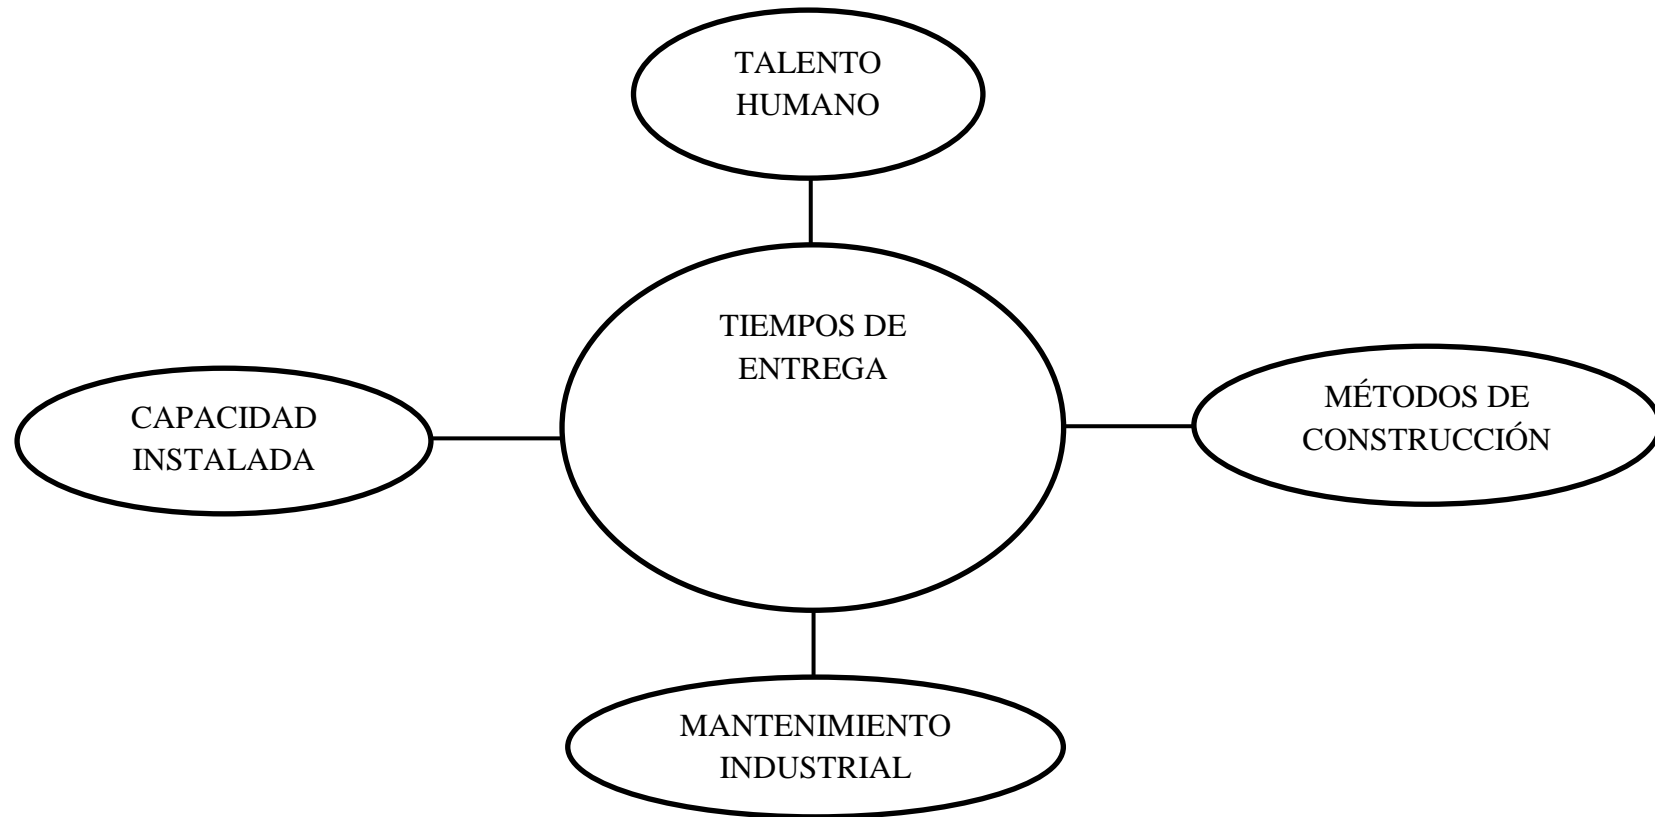 TALENTO
HUMANO
TIEMPOS DE
ENTREGA
CAPACIDAD
INSTALADA
MÉTODOS DE
CONSTRUCCIÓN
MANTENIMIENTO
INDUSTRIAL